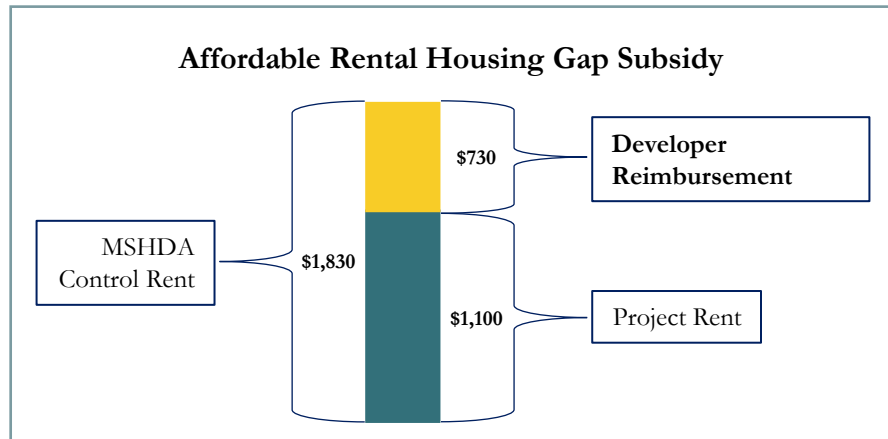 Affordable Rental Housing Gap Subsidy
$730
Developer
Reimbursement
MSHDA
Control Rent
$1,830
$1,100
Project Rent